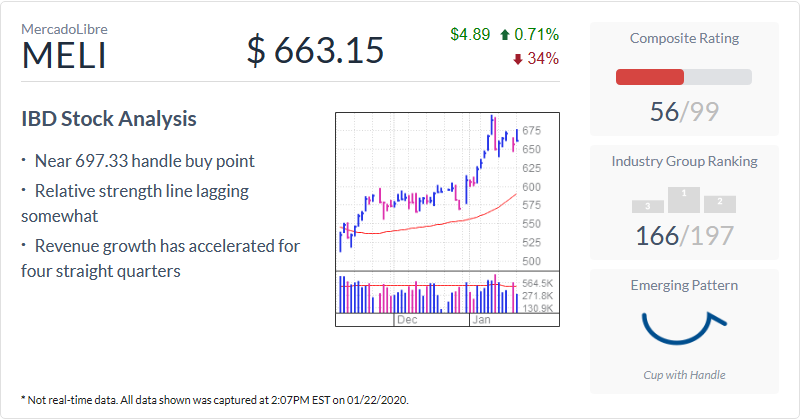 MercadoLibre
MELI
$ 663.15
$4.89 0.71%
34%
IBD Stock Analysis
· Near 697.33 handle buy point
· Relative strength line lagging
somewhat
· Revenue growth has accelerated for
four straight quarters
675
650
625
600
575
550
525
500
564.5K
271.8K
130.9K
Dec
Jan
Composite Rating
56/99
Industry Group Ranking
3
1
2
166/197
Emerging Pattern
Cup with Handle
* Not real-time data. All data shown was captured at 2:07PM EST on 01/22/2020.